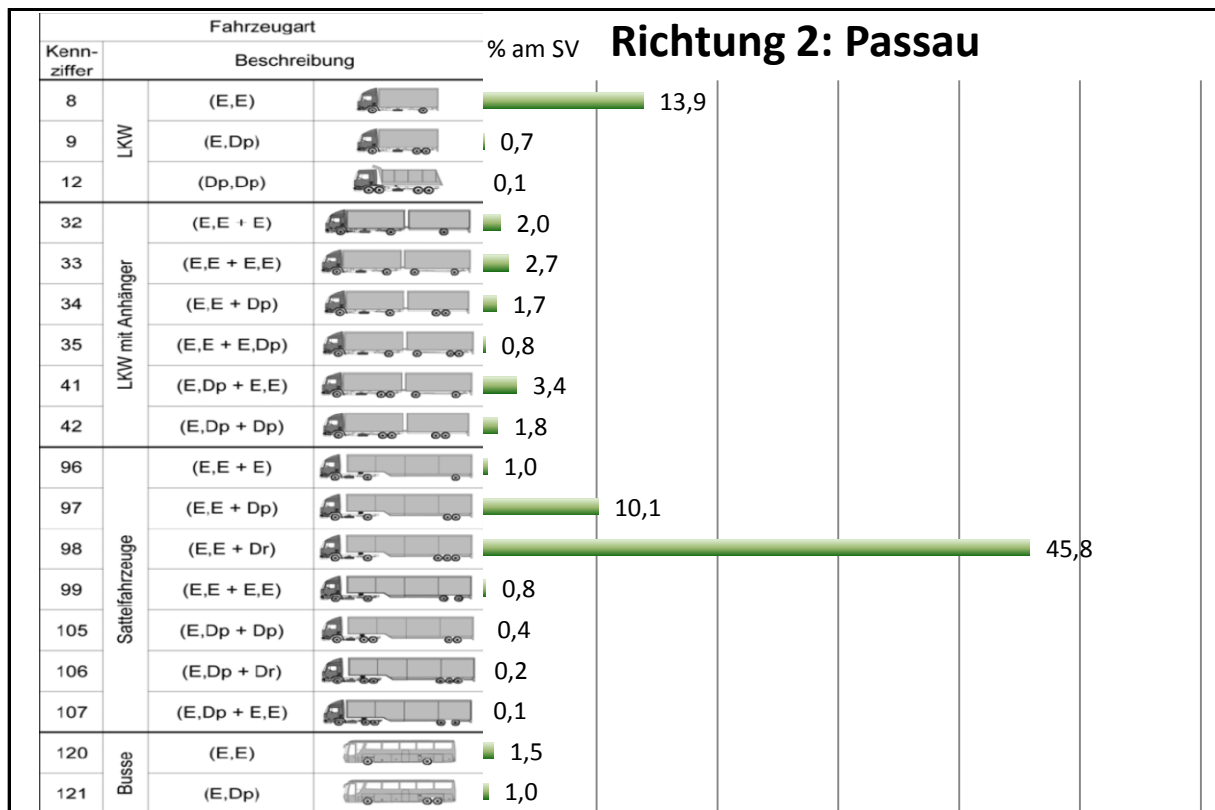 Fahrzeugart
Richtung 2: Passau
Kenn-
ziffer
Beschreibung
% am SV
LKW
8 (E,E) 13,9
9 (E,Dp) 0,7
12 (Dp,Dp) 0,1
LKW mit Anhänger
32 (E,E + E) 2,0
33 (E,E + E,E) 2,7
34 (E,E + Dp) 1,7
35 (E,E + E,Dp) 0,8
41 (E,Dp + E,E) 3,4
42 (E,Dp + Dp) 1,8
Sattelfahrzeuge
96 (E,E + E) 1,0
97 (E,E + Dp) 10,1
98 (E,E + Dr) 45,8
99 (E,E + E,E) 0,8
105 (E,Dp + Dp) 0,4
106 (E,Dp + Dr) 0,2
107 (E,Dp + E,E) 0,1
Busse
120 (E,E) 1,5
121 (E,Dp) 1,0